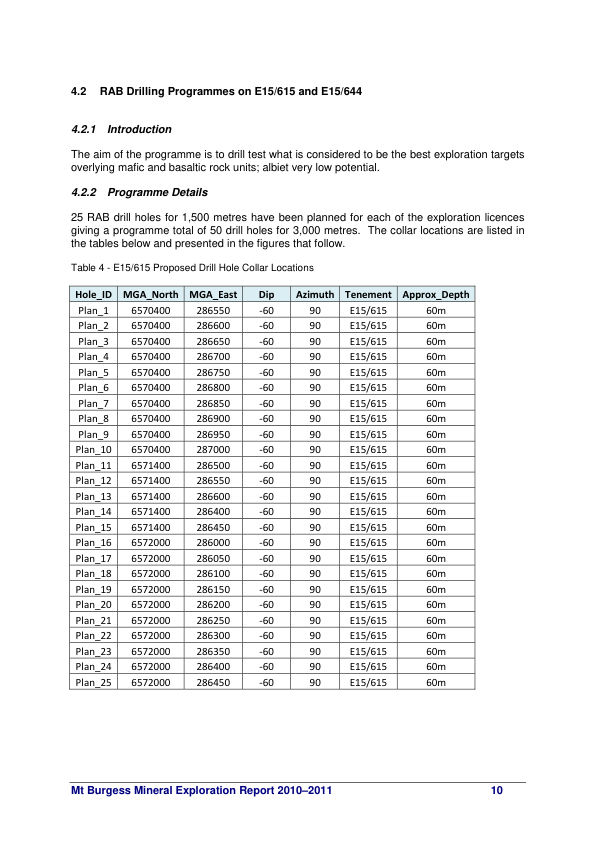 4.2 RAB Drilling Programmes on E15/615 and E15/644
4.2.1 Introduction
The aim of the programme is to drill test what is considered to be the best exploration targets
overlying mafic and basaltic rock units; albiet very low potential.
4.2.2 Programme Details
25 RAB drill holes for 1,500 metres have been planned for each of the exploration licences
giving a programme total of 50 drill holes for 3,000 metres. The collar locations are listed in
the tables below and presented in the figures that follow.
Table 4 - E15/615 Proposed Drill Hole Collar Locations
Hole_ID MGA_North MGA_East Dip Azimuth Tenement Approx_Depth
Plan_1 6570400 286550 -60 90 E15/615 60m
Plan_2 6570400 286600 -60 90 E15/615 60m
Plan_3 6570400 286650 -60 90 E15/615 60m
Plan_4 6570400 286700 -60 90 E15/615 60m
Plan_5 6570400 286750 -60 90 E15/615 60m
Plan_6 6570400 286800 -60 90 E15/615 60m
Plan_7 6570400 286850 -60 90 E15/615 60m
Plan_8 6570400 286900 -60 90 E15/615 60m
Plan_9 6570400 286950 -60 90 E15/615 60m
Plan_10 6570400 287000 -60 90 E15/615 60m
Plan_11 6571400 286500 -60 90 E15/615 60m
Plan_12 6571400 286550 -60 90 E15/615 60m
Plan_13 6571400 286600 -60 90 E15/615 60m
Plan_14 6571400 286400 -60 90 E15/615 60m
Plan_15 6571400 286450 -60 90 E15/615 60m
Plan_16 6572000 286000 -60 90 E15/615 60m
Plan_17 6572000 286050 -60 90 E15/615 60m
Plan_18 6572000 286100 -60 90 E15/615 60m
Plan_19 6572000 286150 -60 90 E15/615 60m
Plan_20 6572000 286200 -60 90 E15/615 60m
Plan_21 6572000 286250 -60 90 E15/615 60m
Plan_22 6572000 286300 -60 90 E15/615 60m
Plan_23 6572000 286350 -60 90 E15/615 60m
Plan_24 6572000 286400 -60 90 E15/615 60m
Plan_25 6572000 286450 -60 90 E15/615 60m
Mt Burgess Mineral Exploration Report 2010–2011 10